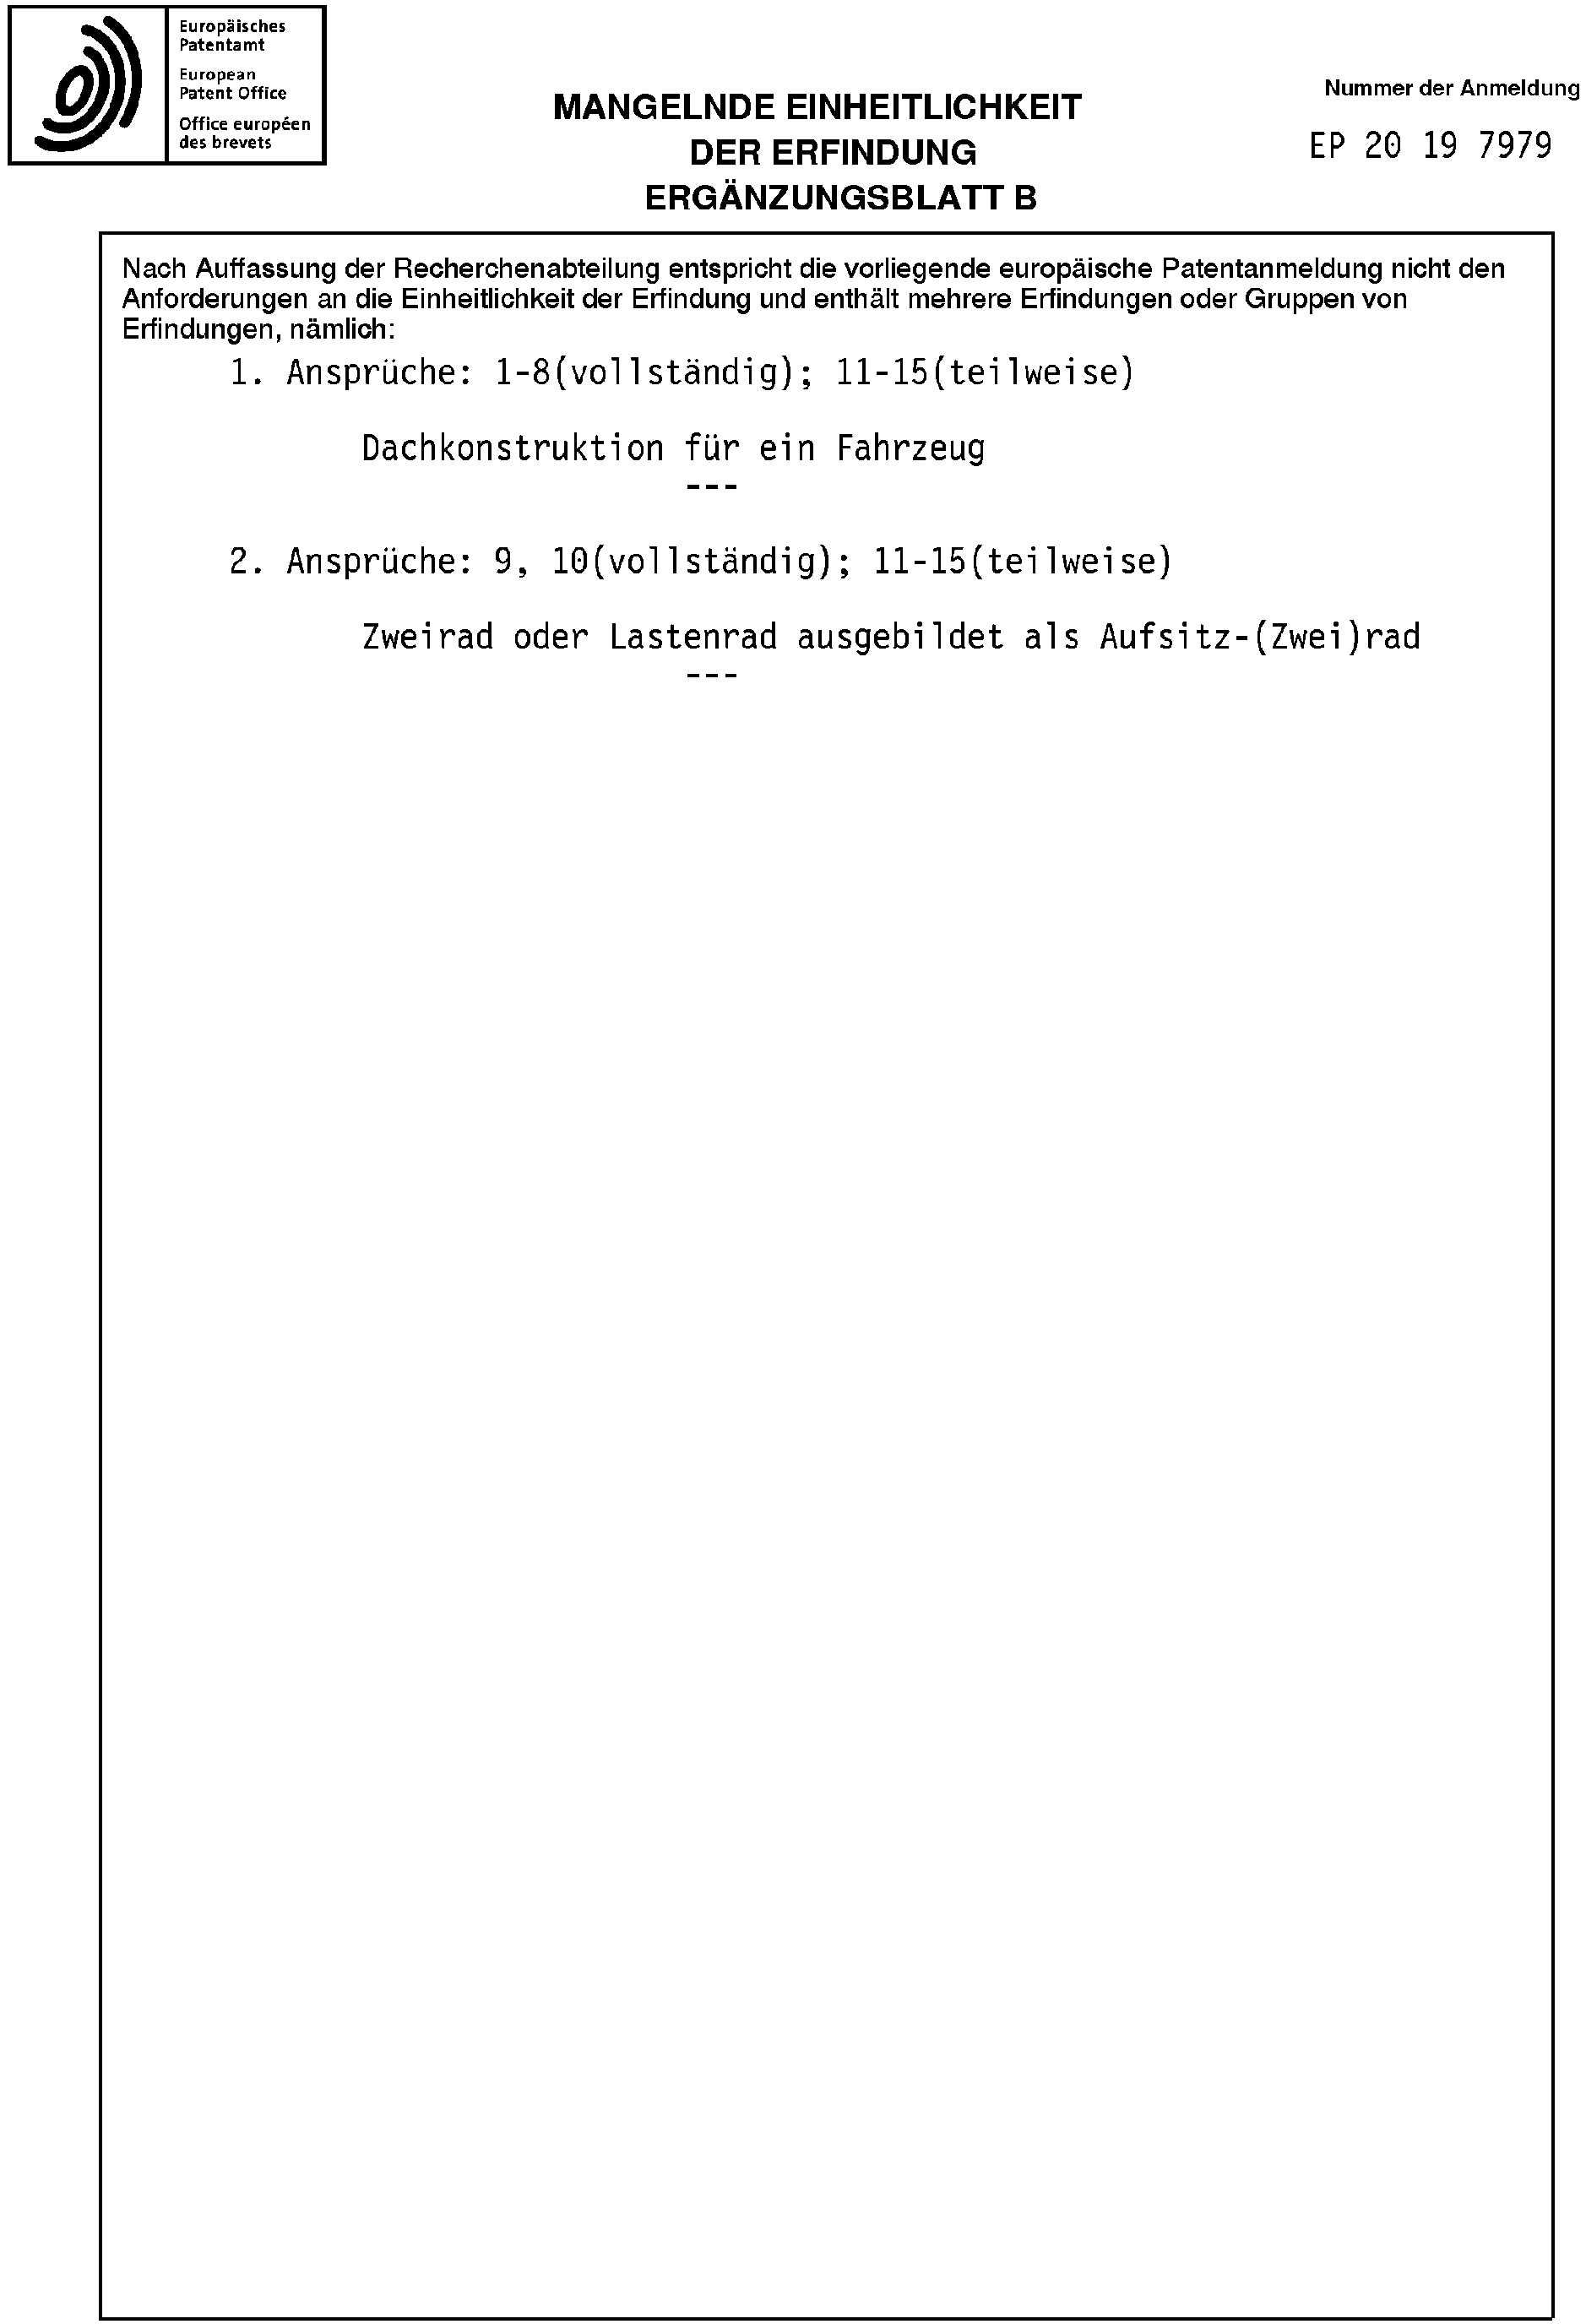 Europäisches
Patentamt
European
Patent Office
Office européen
des brevets
MANGELNDE EINHEITLICHKEIT
DER ERFINDUNG
ERGÄNZUNGSBLATT B
Nummer der Anmeldung
EP 20 19 7979
Nach Auffassung der Recherchenabteilung entspricht die vorliegende europäische Patentanmeldung nicht den
Anforderungen an die Einheitlichkeit der Erfindung und enthält mehrere Erfindungen oder Gruppen von
Erfindungen, nämlich:
1. Ansprüche: 1-8(vollständig); 11-15(teilweise)
Dachkonstruktion für ein Fahrzeug
---
2. Ansprüche: 9, 10(vollständig); 11-15(teilweise)
Zweirad oder Lastenrad ausgebildet als Aufsitz-(Zwei)rad
---